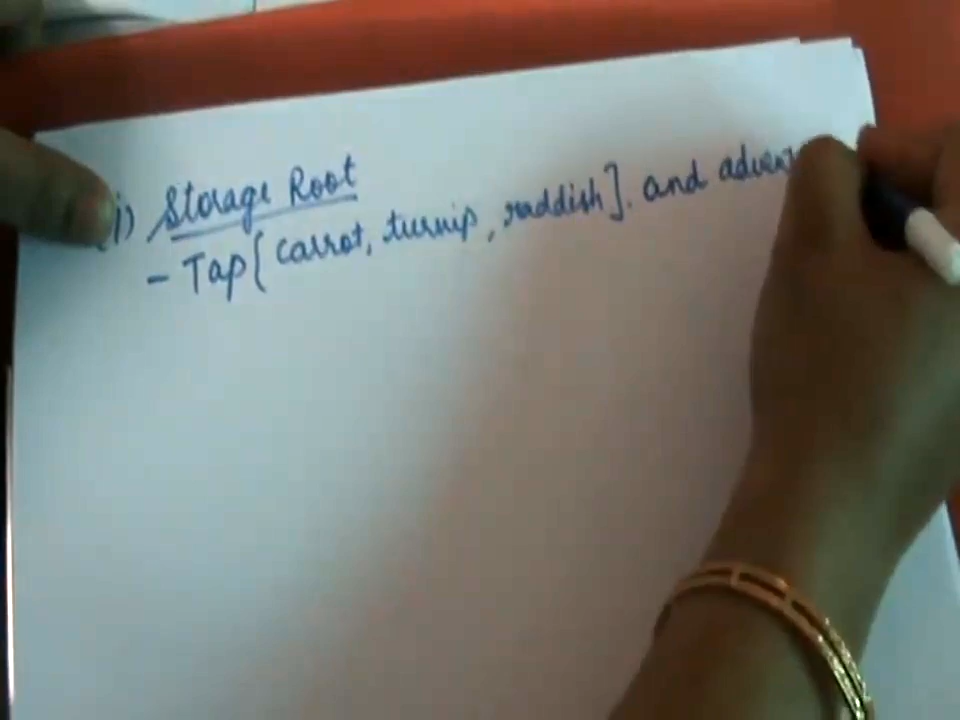 (i) Storage Root
- Tap [carrot, turnip, raddish]. and